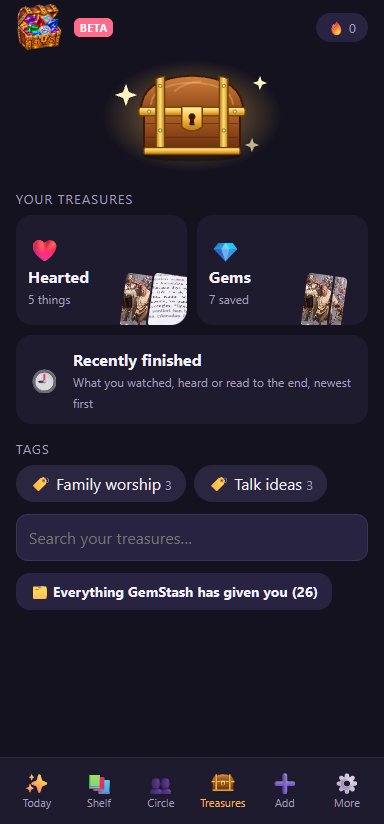 BETA
0
YOUR TREASURES
Hearted
5 things
Gems
7 saved
Recently finished
What you watched, heard or read to the end, newest
first
TAGS
Family worship 3
Talk ideas 3
Search your treasures...
Everything GemStash has given you (26)
Today
Shelf
Circle
Treasures
Add
More